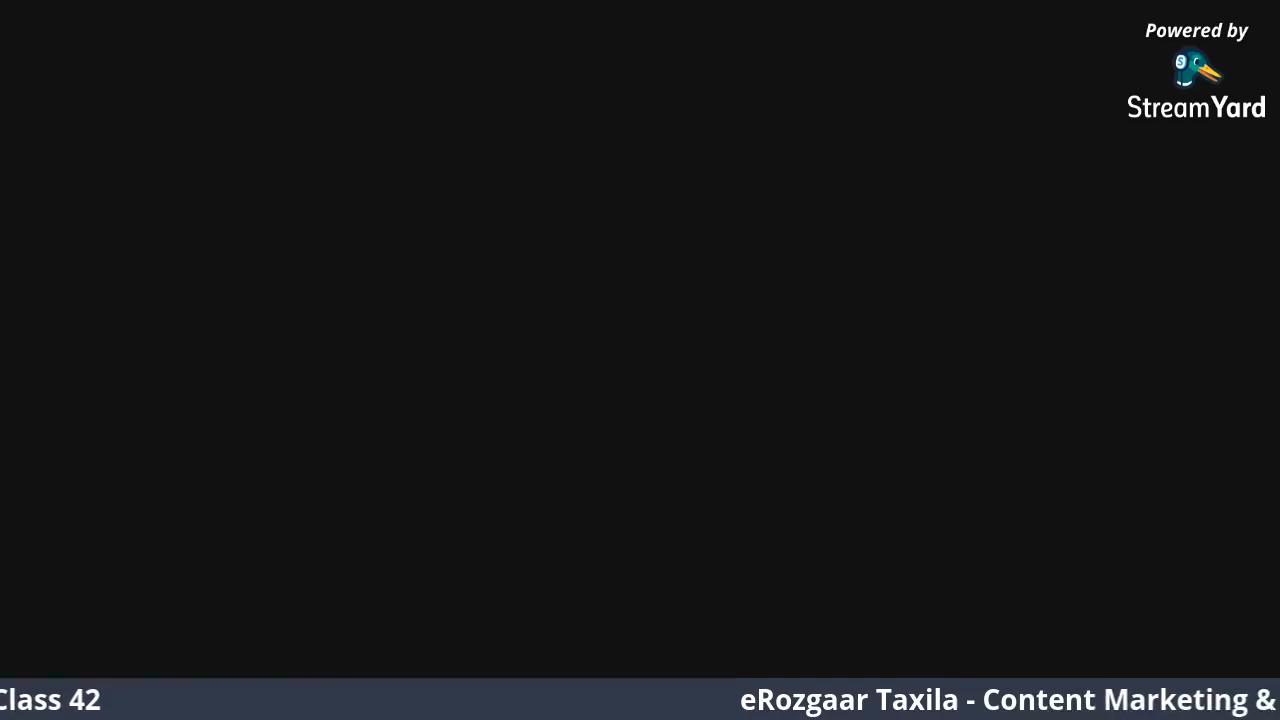 Powered by
StreamYard
Class 42 eRozgaar Taxila - Content Marketing &